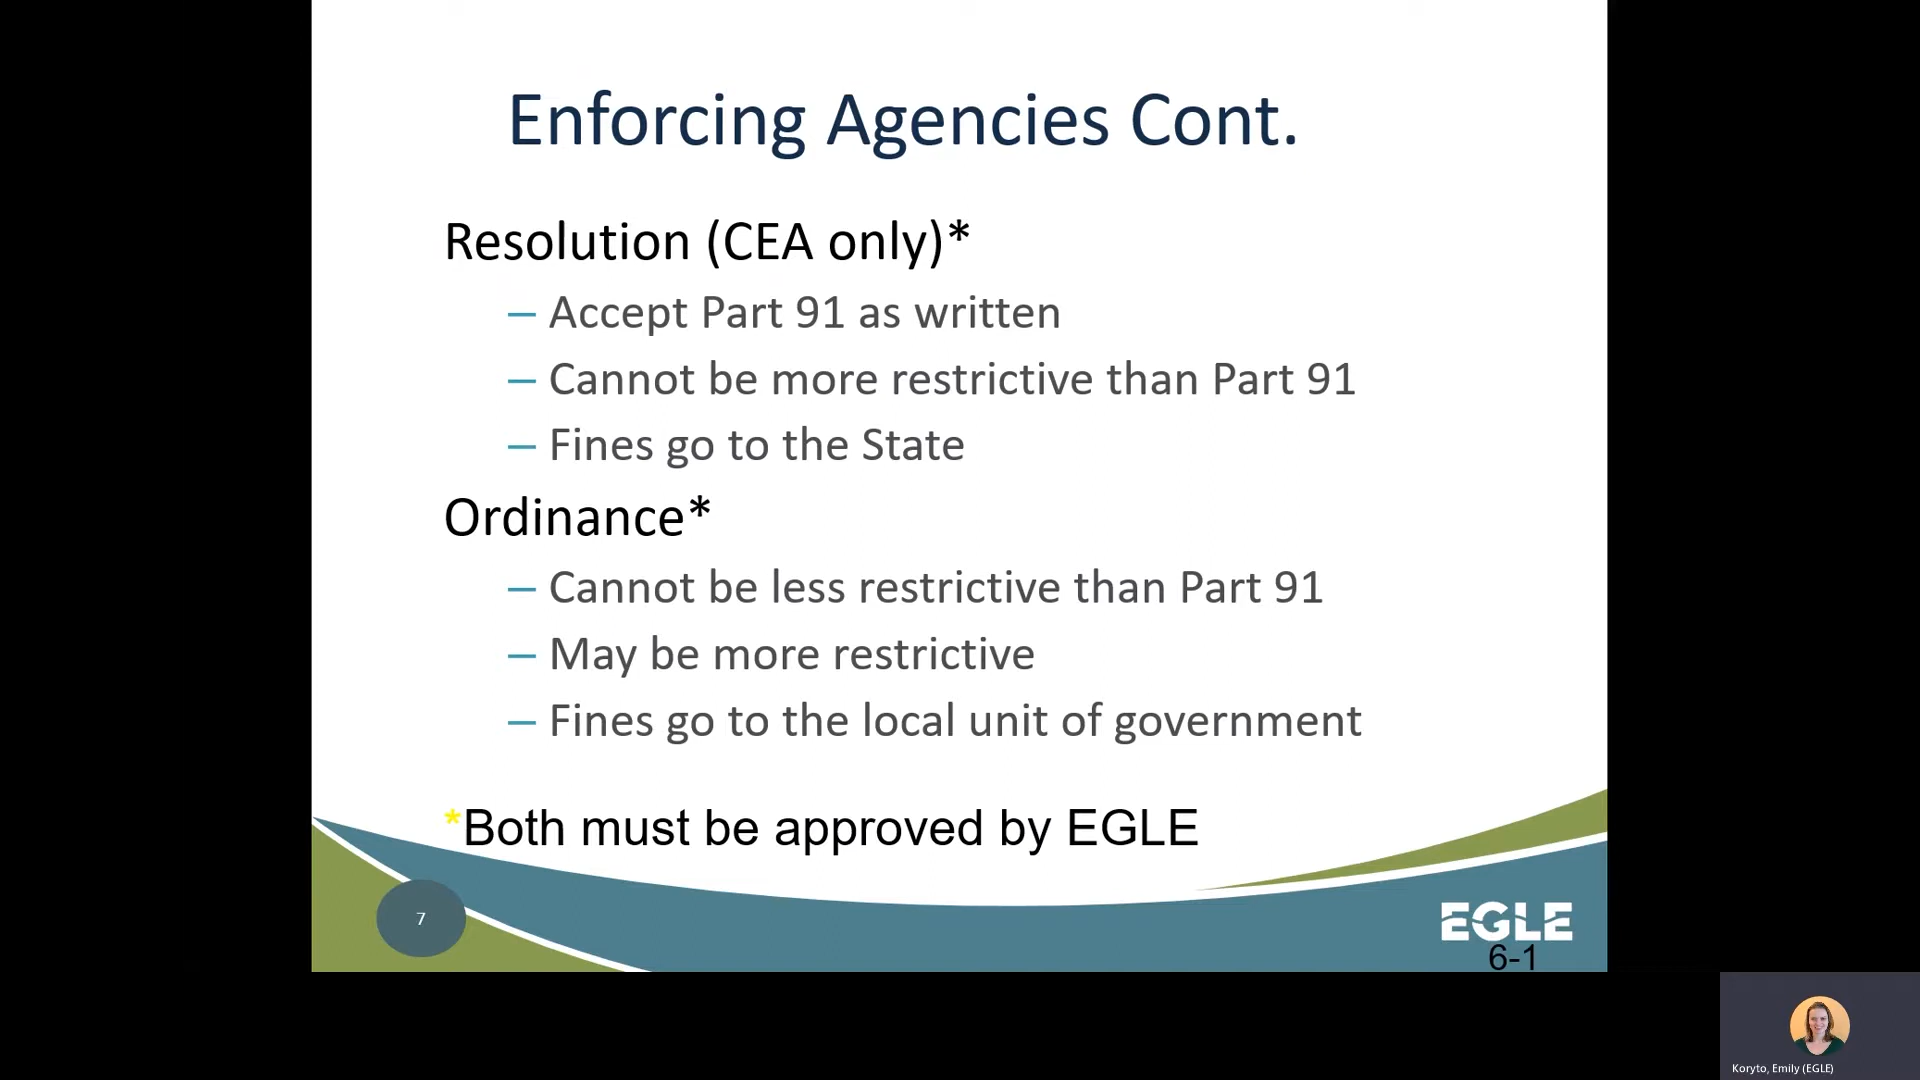 Enforcing Agencies Cont.
Resolution (CEA only)*
– Accept Part 91 as written
– Cannot be more restrictive than Part 91
– Fines go to the State
Ordinance*
– Cannot be less restrictive than Part 91
– May be more restrictive
– Fines go to the local unit of government
*Both must be approved by EGLE
7
EGLE
6-1
Koryto, Emily (EGLE)